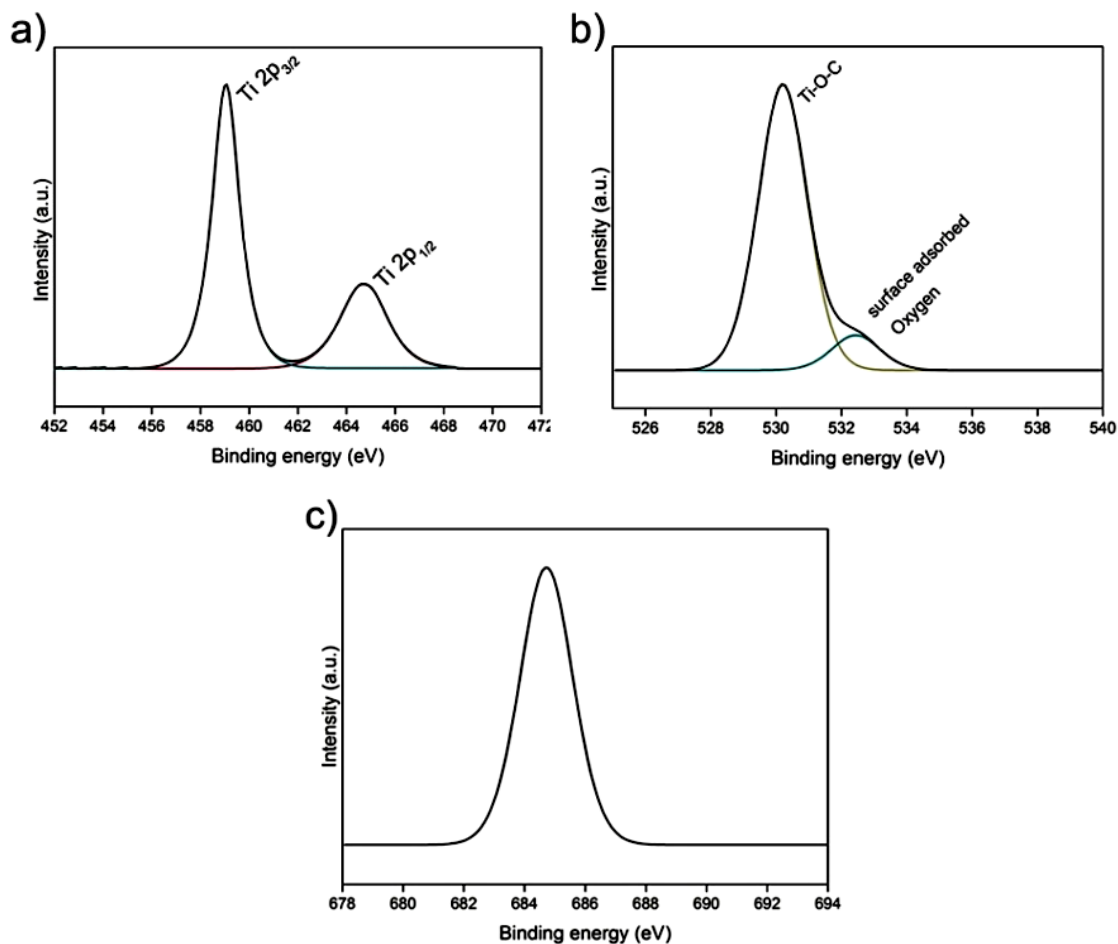 a)
Ti 2p3/2
Ti 2p1/2
Intensity (a.u.)
452 454 456 458 460 462 464 466 468 470 472
Binding energy (eV)
b)
Ti-O-C
surface adsorbed
Oxygen
Intensity (a.u.)
526 528 530 532 534 536 538 540
Binding energy (eV)
c)
Intensity (a.u.)
678 680 682 684 686 688 690 692 694
Binding energy (eV)